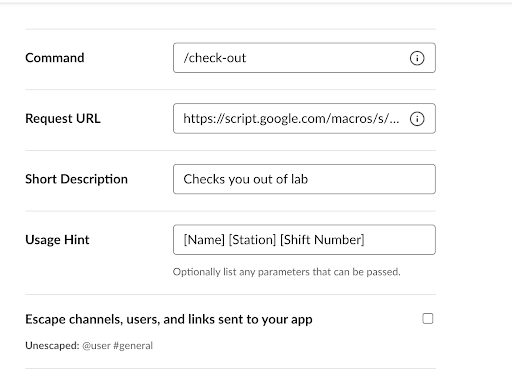 Command
/check-out
Request URL
https://script.google.com/macros/s/...
Short Description
Checks you out of lab
Usage Hint
[Name] [Station] [Shift Number]
Optionally list any parameters that can be passed.
Escape channels, users, and links sent to your app
Unescaped: @user #general